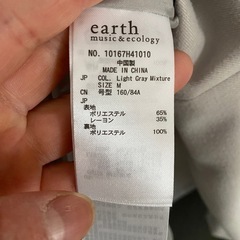 earth
music & ecology
NO. 10167H41010
中国製
MADE IN CHINA
JP COL. Light Gray Mixture
SIZE M
CN 号型 160/84A
JP
表地
ポリエステル 65%
レーヨン 35%
裏地
ポリエステル 100%